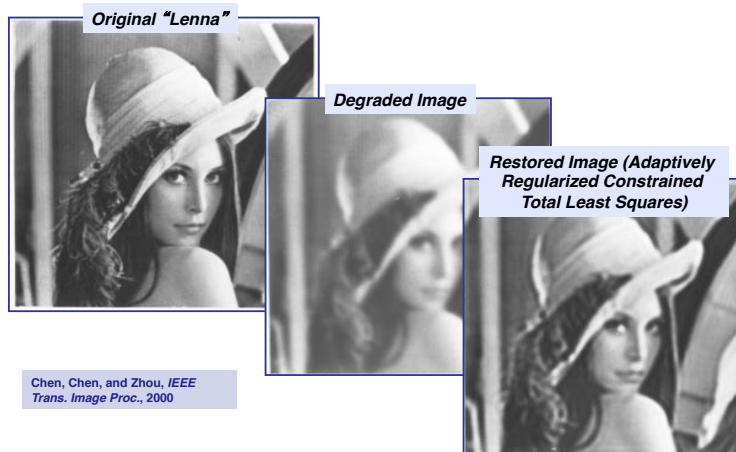 Original “Lenna”
Degraded Image
Restored Image (Adaptively
Regularized Constrained
Total Least Squares)
Chen, Chen, and Zhou, IEEE
Trans. Image Proc., 2000